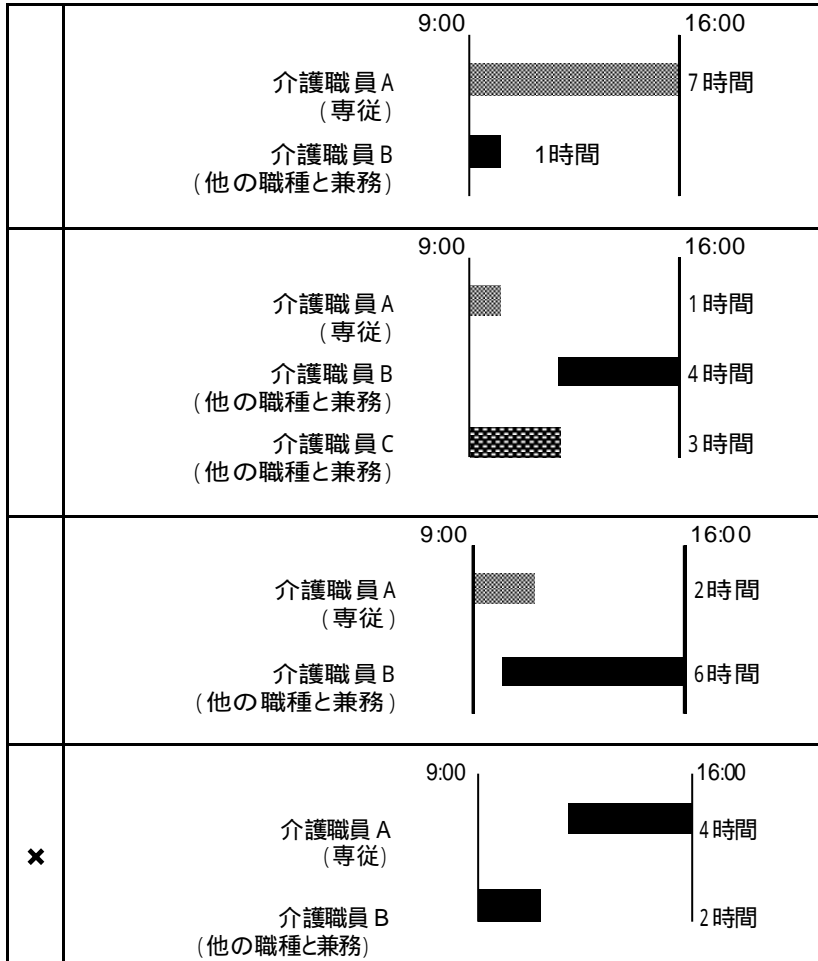 9:00 16:00
介護職員A 7時間
(専従)
介護職員B 1時間
(他の職種と兼務)
9:00 16:00
介護職員A 1時間
(専従)
介護職員B 4時間
(他の職種と兼務)
介護職員C 3時間
(他の職種と兼務)
9:00 16:00
介護職員A 2時間
(専従)
介護職員B 6時間
(他の職種と兼務)
9:00 16:00
介護職員A 4時間
(専従)
×
介護職員B 2時間
(他の職種と兼務)